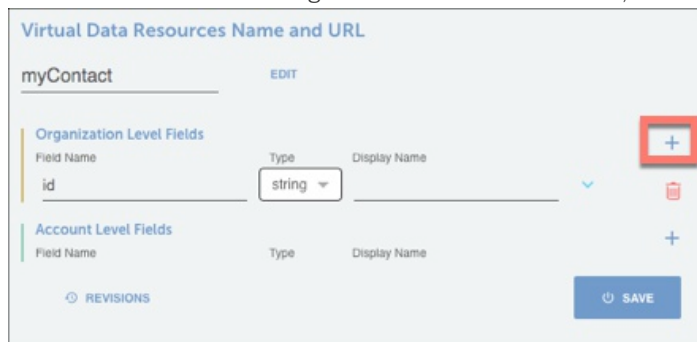 Virtual Data Resources Name and URL
myContact EDIT
Organization Level Fields
Field Name Type Display Name
id string
Account Level Fields
Field Name Type Display Name
REVISIONS SAVE